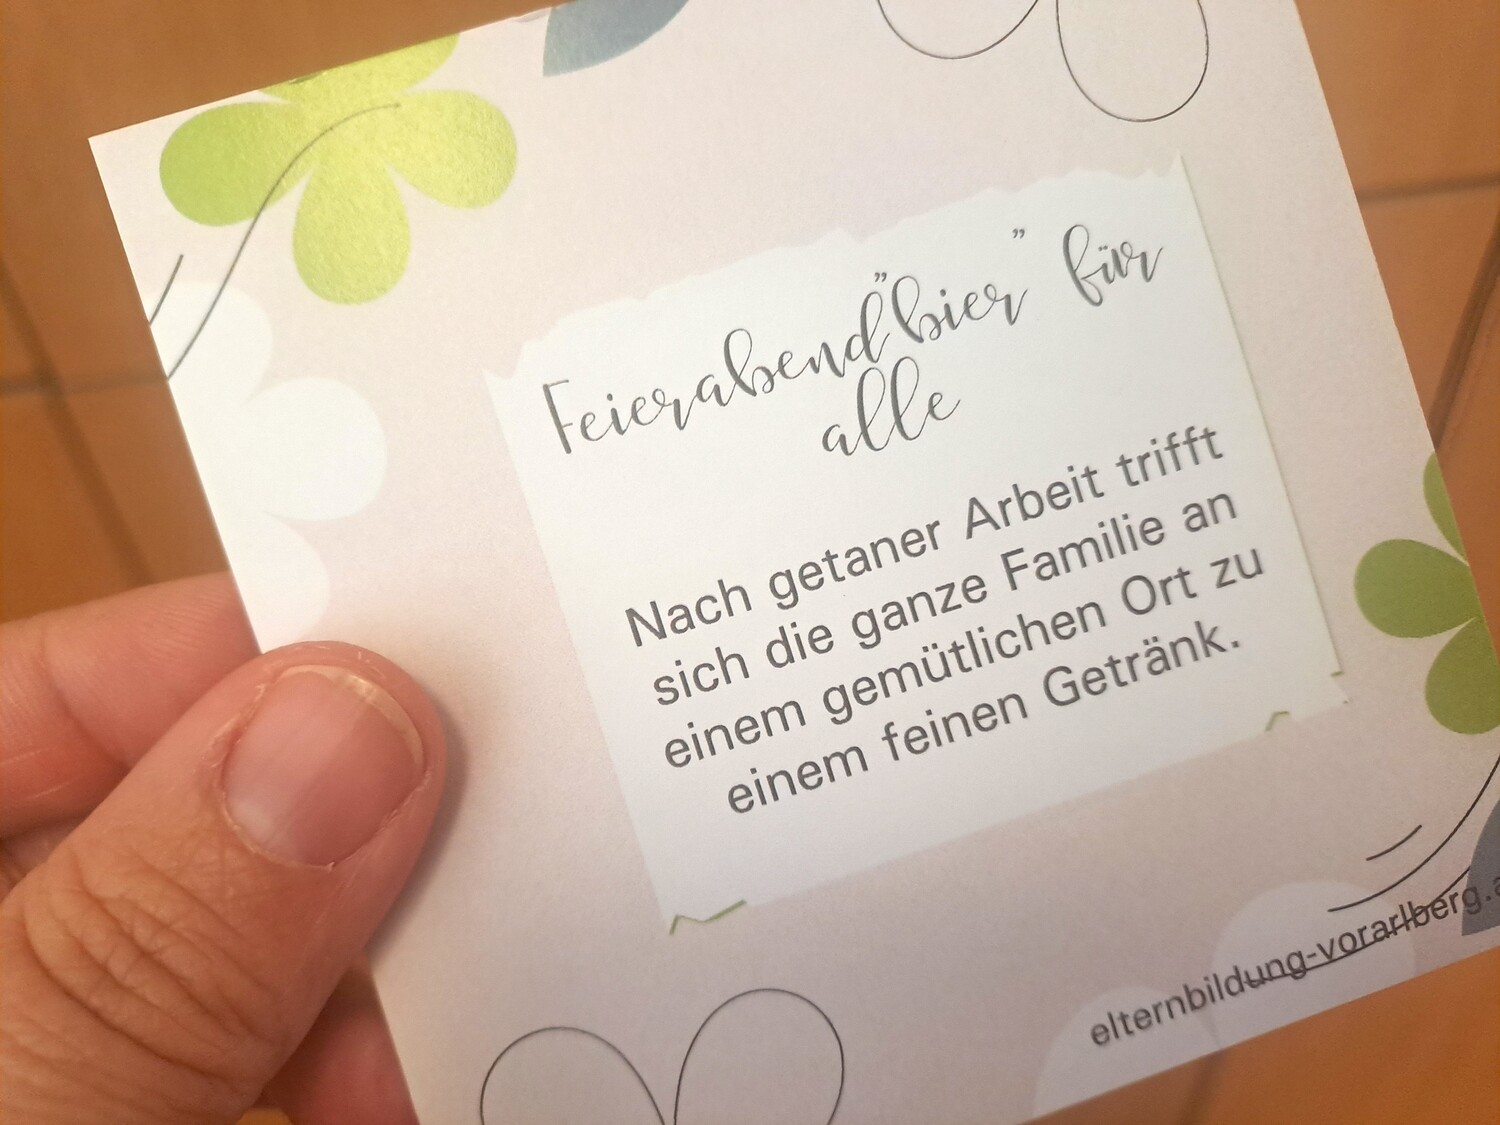 Feierabend"bier" für
alle
Nach getaner Arbeit trifft
sich die ganze Familie an
einem gemütlichen Ort zu
einem feinen Getränk.
elternbildung-vorarlberg.a